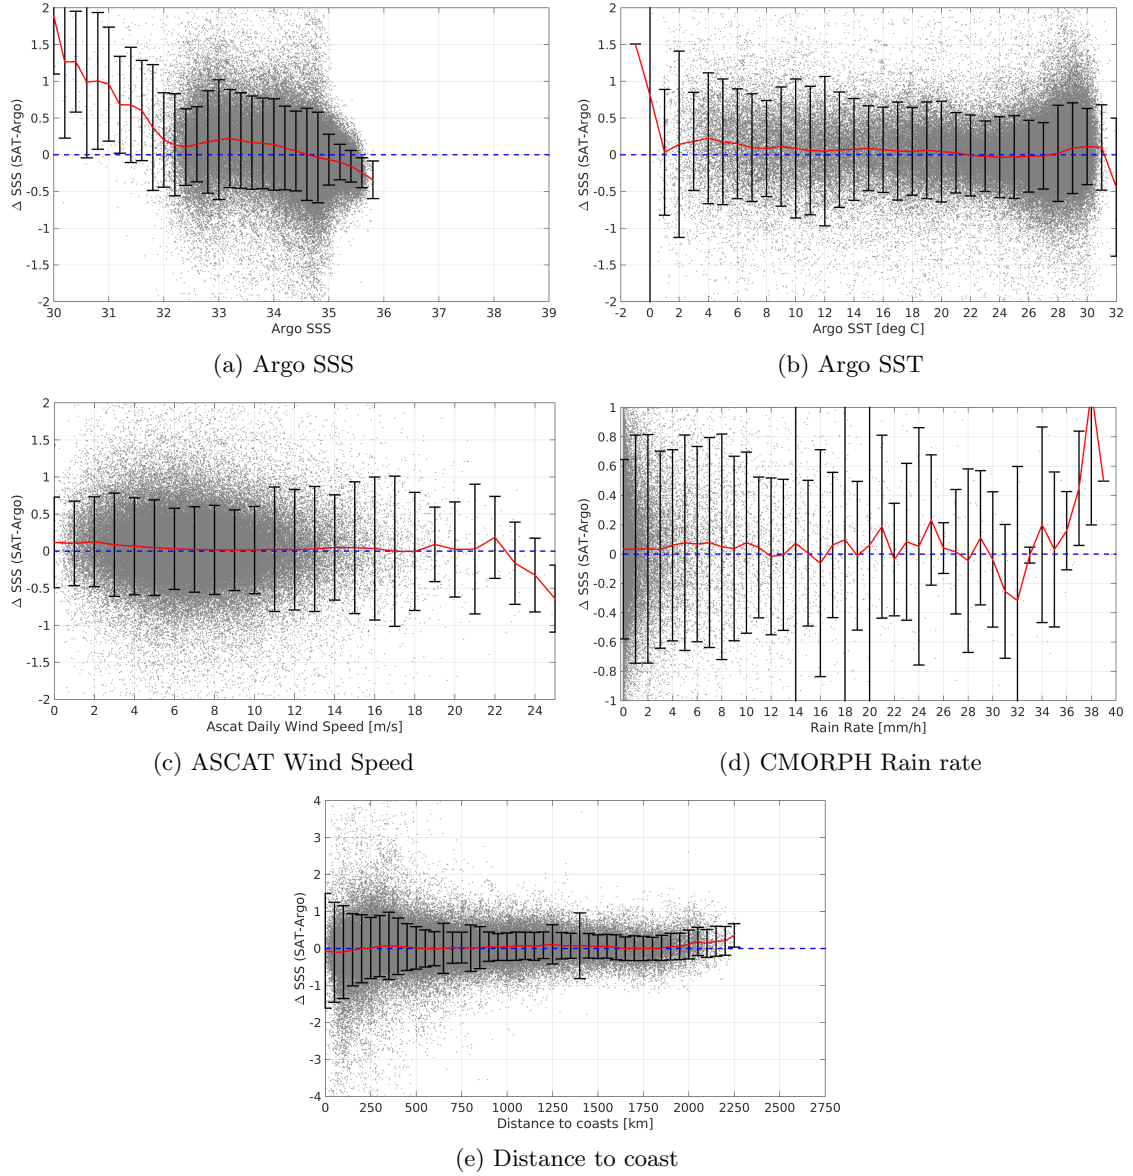 2
1.5
1
0.5
0
-0.5
-1
-1.5
-2
Δ SSS (SAT-Argo)
30 31 32 33 34 35 36 37 38 39
Argo SSS
(a) Argo SSS
2
1.5
1
0.5
0
-0.5
-1
-1.5
-2
Δ SSS (SAT-Argo)
-2 0 2 4 6 8 10 12 14 16 18 20 22 24 26 28 30 32
Argo SST [deg C]
(b) Argo SST
2
1.5
1
0.5
0
-0.5
-1
-1.5
-2
Δ SSS (SAT-Argo)
0 2 4 6 8 10 12 14 16 18 20 22 24
Ascat Daily Wind Speed [m/s]
(c) ASCAT Wind Speed
1
0.8
0.6
0.4
0.2
0
-0.2
-0.4
-0.6
-0.8
-1
Δ SSS (SAT-Argo)
0 2 4 6 8 10 12 14 16 18 20 22 24 26 28 30 32 34 36 38 40
Rain Rate [mm/h]
(d) CMORPH Rain rate
4
3
2
1
0
-1
-2
-3
-4
Δ SSS (SAT-Argo)
0 250 500 750 1000 1250 1500 1750 2000 2250 2500 2750
Distance to coasts [km]
(e) Distance to coast